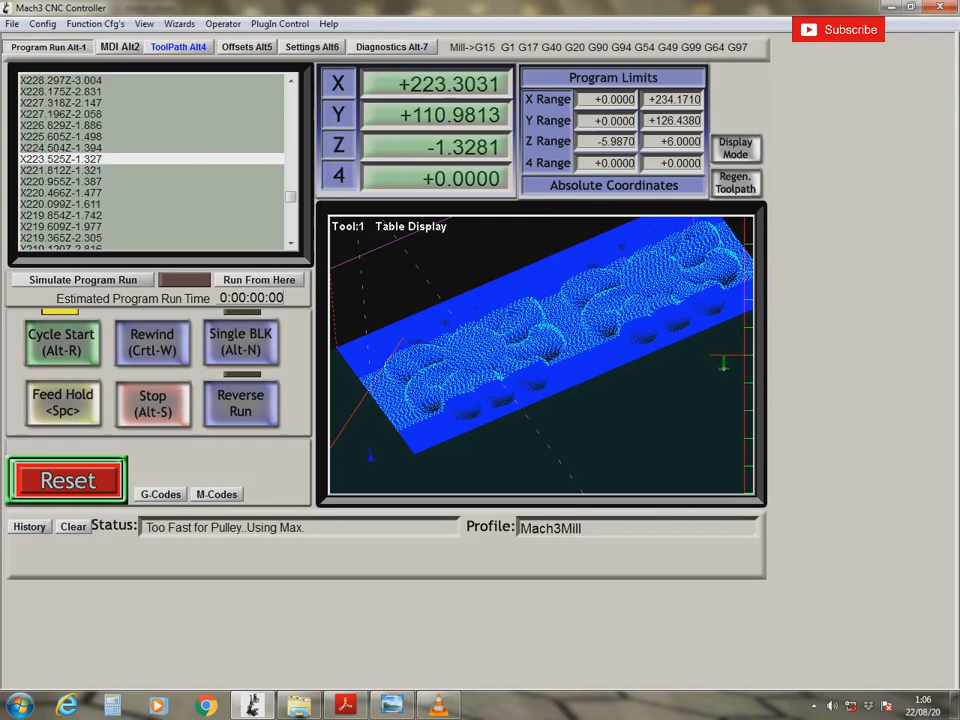 Mach3 CNC Controller
File Config Function Cfg's View Wizards Operator PlugIn Control Help
Subscribe
Program Run Alt-1 MDI Alt2 ToolPath Alt4 Offsets Alt5 Settings Alt6 Diagnostics Alt-7 Mill->G15 G1 G17 G40 G20 G90 G94 G54 G49 G99 G64 G97
X228.297Z-3.004
X228.175Z-2.831
X227.318Z-2.147
X227.196Z-2.058
X226.829Z-1.886
X225.605Z-1.498
X224.504Z-1.394
X223.525Z-1.327
X221.812Z-1.321
X220.955Z-1.387
X220.466Z-1.477
X220.099Z-1.611
X219.854Z-1.742
X219.609Z-1.977
X219.365Z-2.305
X219.129Z-2.816
X +223.3031
Y +110.9813
Z -1.3281
4 +0.0000
Program Limits
X Range +0.0000 +234.1710
Y Range +0.0000 +126.4380
Z Range -5.9870 +6.0000
4 Range +0.0000 +0.0000
Absolute Coordinates
Display Mode
Regen. Toolpath
Tool:1 Table Display
Simulate Program Run Run From Here
Estimated Program Run Time 0:00:00:00
Cycle Start (Alt-R)
Rewind (Crtl-W)
Single BLK (Alt-N)
Feed Hold <Spc>
Stop (Alt-S)
Reverse Run
Reset
G-Codes M-Codes
History Clear Status: Too Fast for Pulley..Using Max. Profile: Mach3Mill
1:06
22/08/20